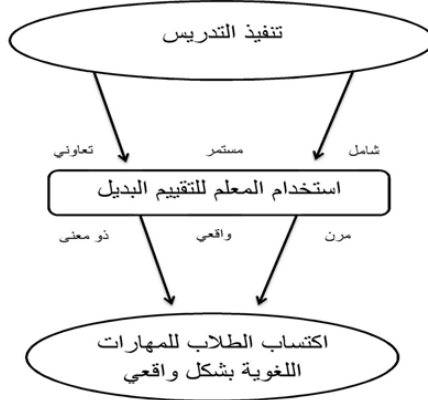 تنفيذ التدريس
شامل مستمر تعاوني
استخدام المعلم للتقييم البديل
مرن واقعي ذو معنى
اكتساب الطلاب للمهارات
اللغوية بشكل واقعي